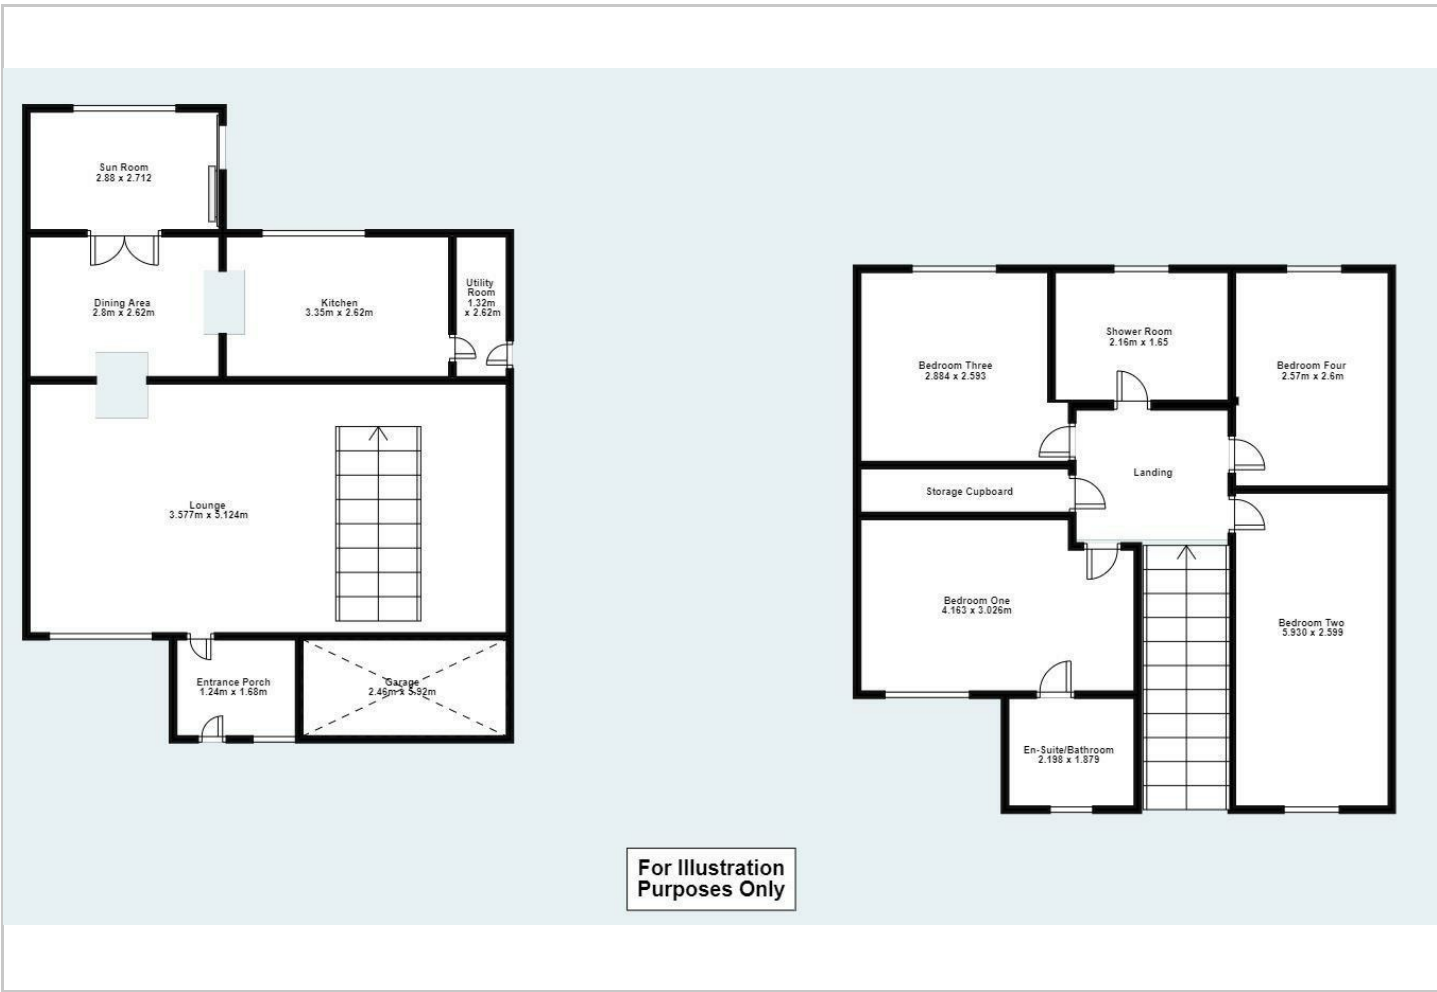 Sun Room
2.88 x 2.712
Dining Area
2.8m x 2.62m
Kitchen
3.35m x 2.62m
Utility
Room
1.32m
x 2.62m
Lounge
3.577m x 5.124m
Entrance Porch
1.24m x 1.68m
Garage
2.46m x 5.92m
Bedroom Three
2.884 x 2.593
Shower Room
2.16m x 1.65
Bedroom Four
2.57m x 2.6m
Landing
Storage Cupboard
Bedroom One
4.163 x 3.026m
Bedroom Two
5.930 x 2.599
En-Suite/Bathroom
2.198 x 1.879
For Illustration
Purposes Only